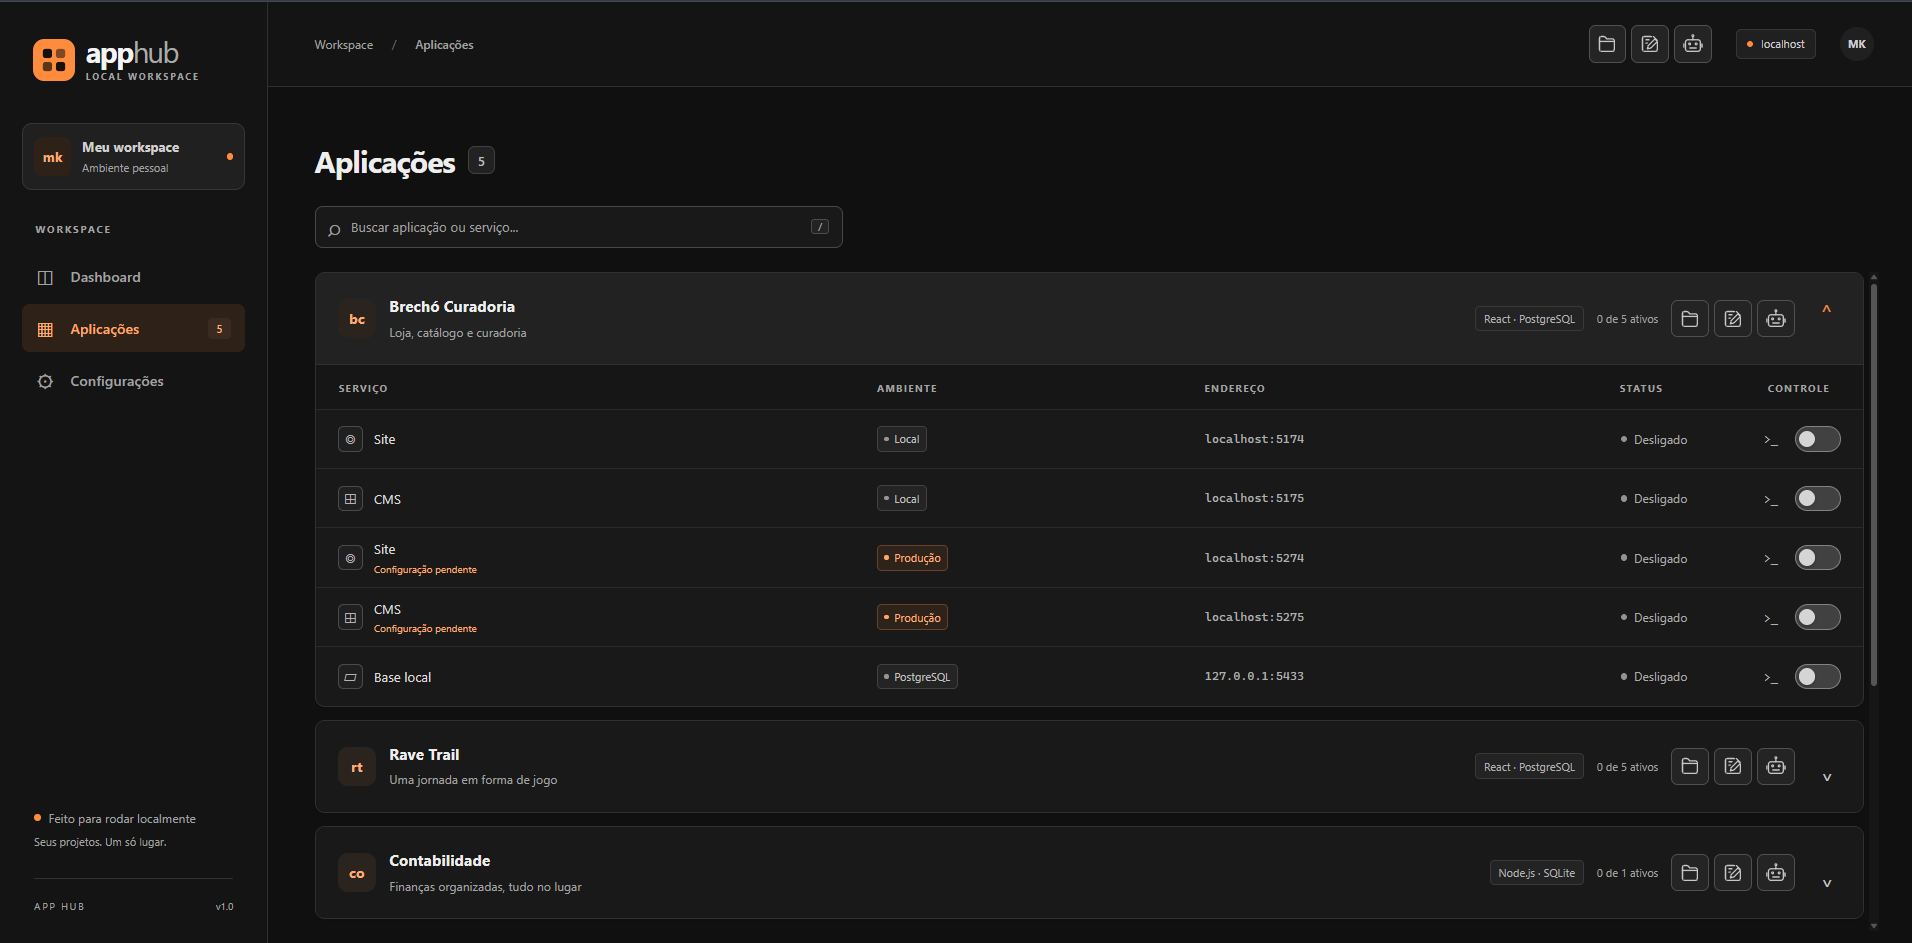 apphub
LOCAL WORKSPACE
mk
Meu workspace
Ambiente pessoal
WORKSPACE
Dashboard
Aplicações 5
Configurações
Feito para rodar localmente
Seus projetos. Um só lugar.
APP HUB v1.0
Workspace / Aplicações
localhost
MK
Aplicações 5
Buscar aplicação ou serviço... /
bc
Brechó Curadoria
Loja, catálogo e curadoria
React · PostgreSQL 0 de 5 ativos
SERVIÇO AMBIENTE ENDEREÇO STATUS CONTROLE
Site Local localhost:5174 Desligado >_
CMS Local localhost:5175 Desligado >_
Site Produção localhost:5274 Desligado >_
Configuração pendente
CMS Produção localhost:5275 Desligado >_
Configuração pendente
Base local PostgreSQL 127.0.0.1:5433 Desligado >_
rt
Rave Trail
Uma jornada em forma de jogo
React · PostgreSQL 0 de 5 ativos
co
Contabilidade
Finanças organizadas, tudo no lugar
Node.js · SQLite 0 de 1 ativos